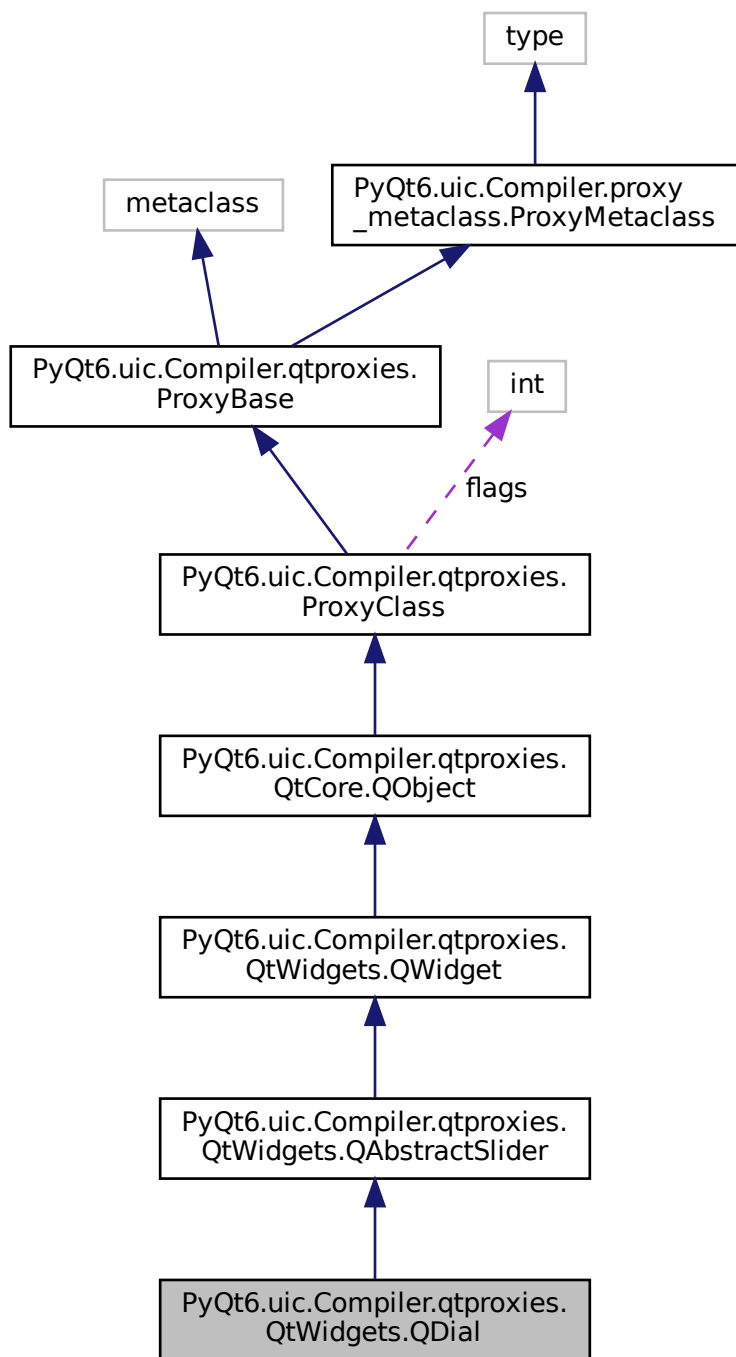 type
PyQt6.uic.Compiler.proxy
_metaclass.ProxyMetaclass
metaclass
PyQt6.uic.Compiler.qtproxies.
ProxyBase
int
flags
PyQt6.uic.Compiler.qtproxies.
ProxyClass
PyQt6.uic.Compiler.qtproxies.
QtCore.QObject
PyQt6.uic.Compiler.qtproxies.
QtWidgets.QWidget
PyQt6.uic.Compiler.qtproxies.
QtWidgets.QAbstractSlider
PyQt6.uic.Compiler.qtproxies.
QtWidgets.QDial